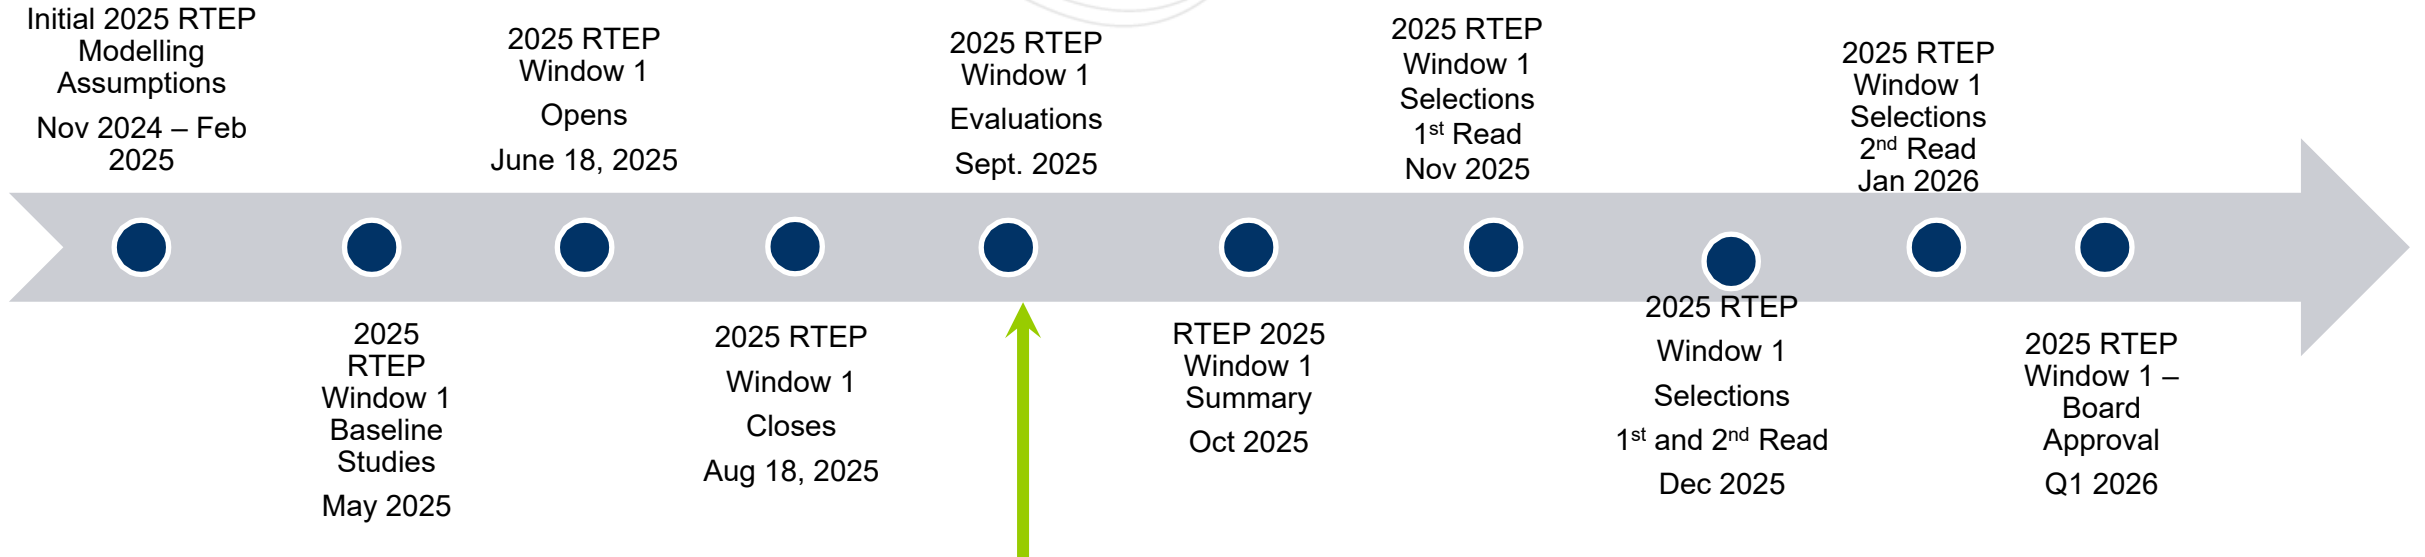 Initial 2025 RTEP
Modelling
Assumptions
Nov 2024 – Feb
2025
2025
RTEP
Window 1
Baseline
Studies
May 2025
2025 RTEP
Window 1
Opens
June 18, 2025
2025 RTEP
Window 1
Closes
Aug 18, 2025
2025 RTEP
Window 1
Evaluations
Sept. 2025
RTEP 2025
Window 1
Summary
Oct 2025
2025 RTEP
Window 1
Selections
1st Read
Nov 2025
2025 RTEP
Window 1
Selections
1st and 2nd Read
Dec 2025
2025 RTEP
Window 1
Selections
2nd Read
Jan 2026
2025 RTEP
Window 1 –
Board
Approval
Q1 2026